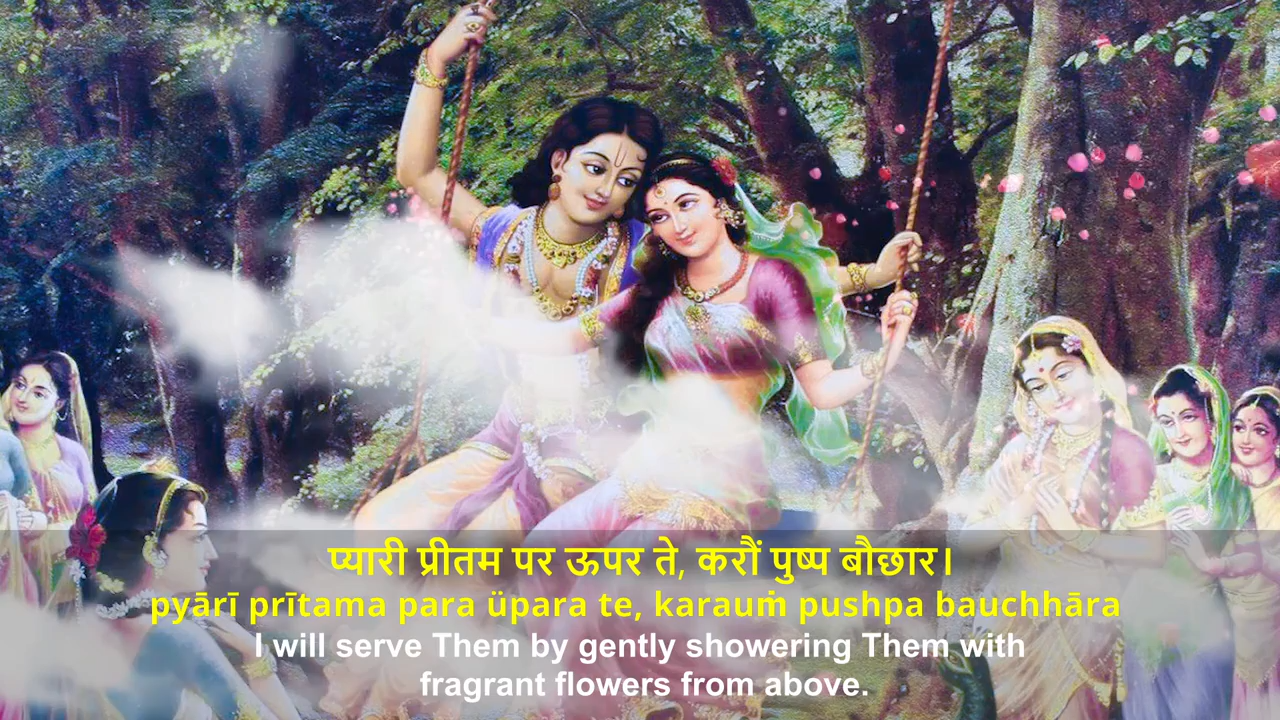 प्यारी प्रीतम पर ऊपर ते, करौं पुष्प बौछार।
pyārī prītama para üpara te, karauṁ pushpa bauchhāra
I will serve Them by gently showering Them with
fragrant flowers from above.